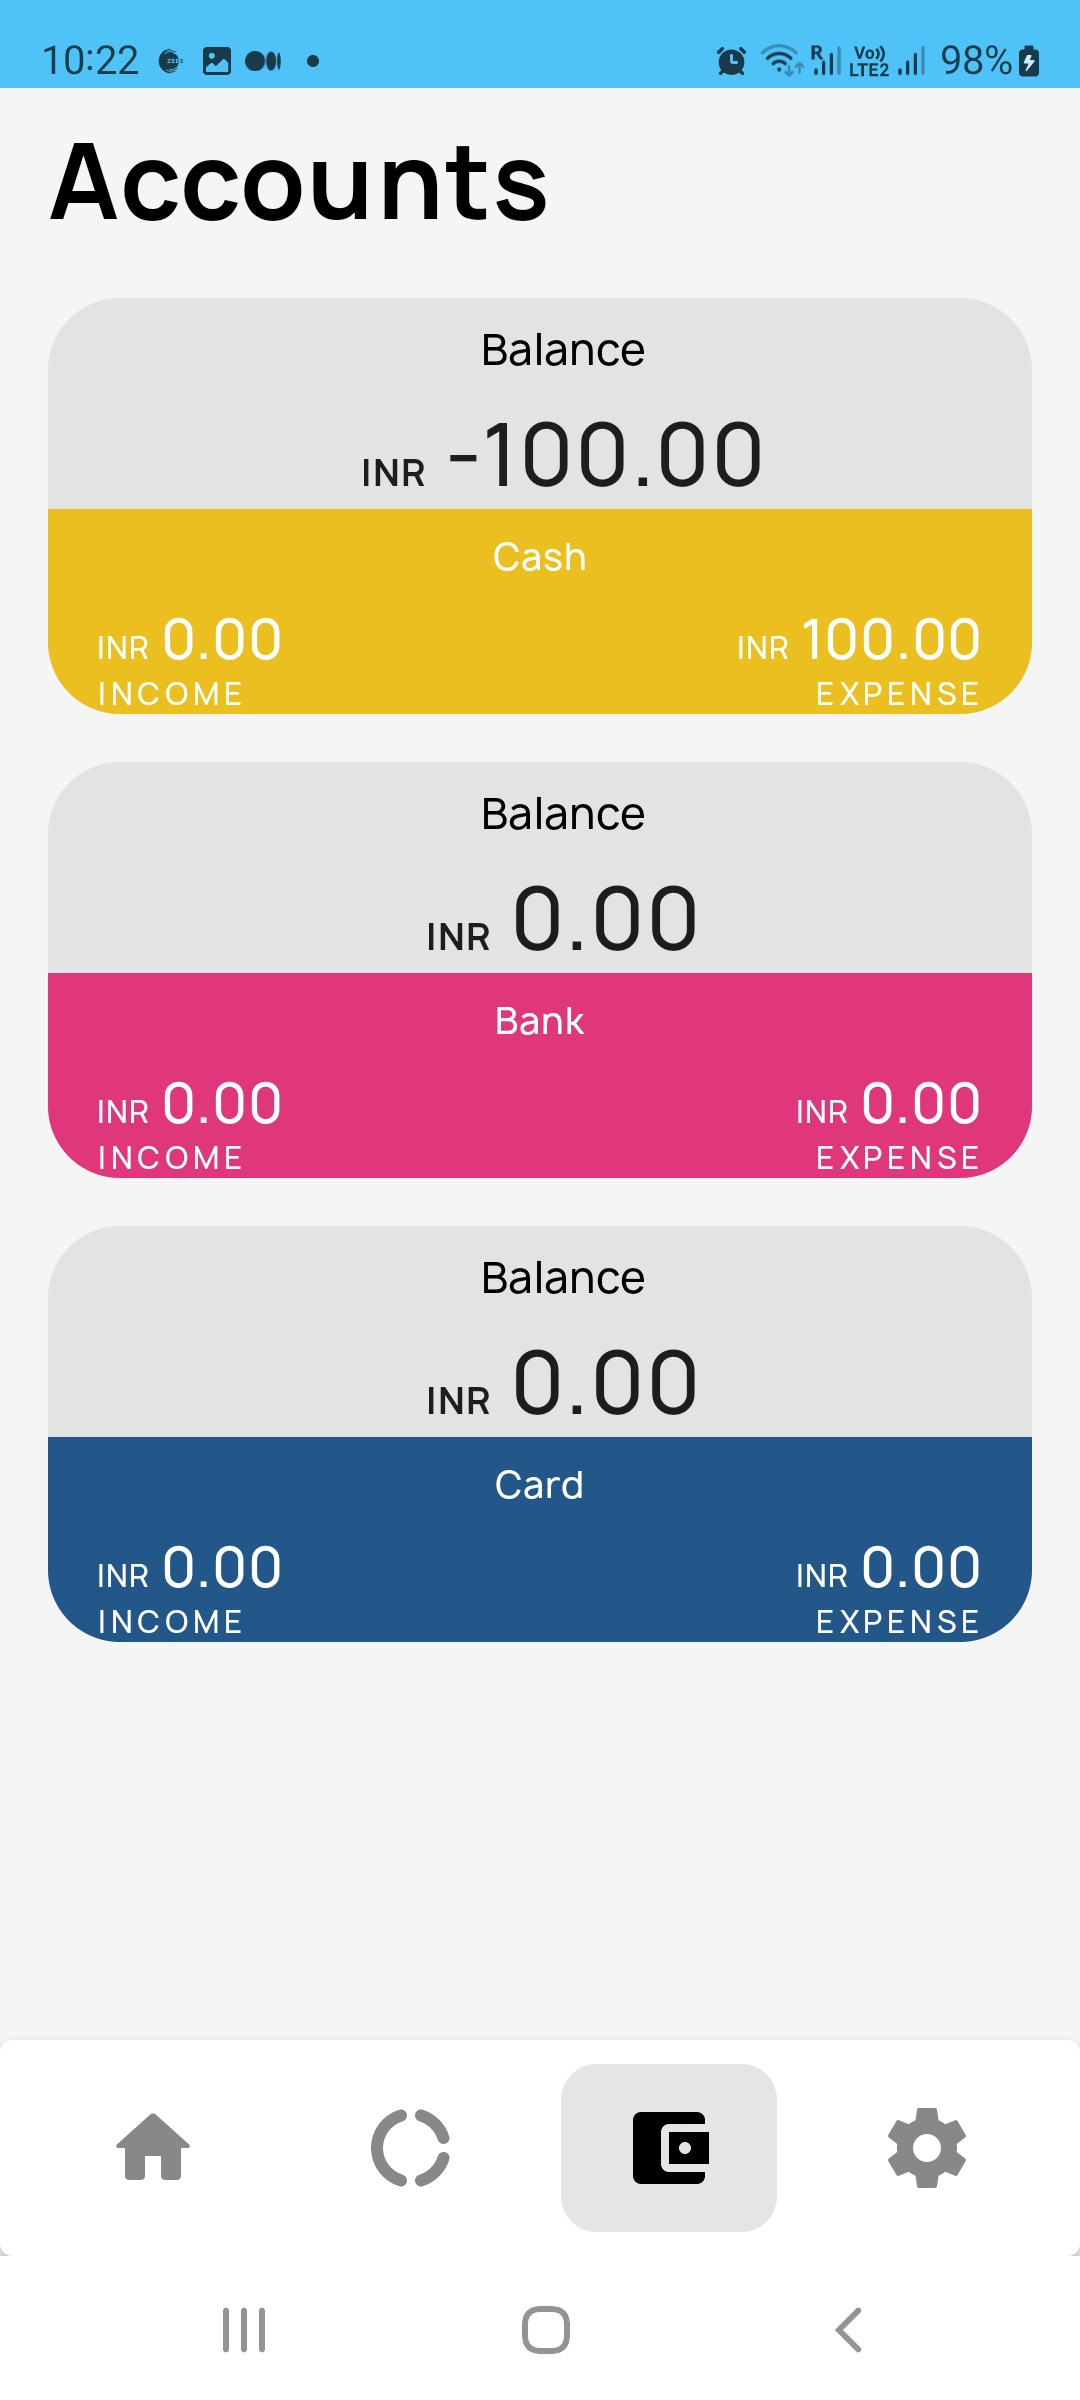 10:22
R Vo)) LTE2 98%
Accounts
Balance
INR -100.00
Cash
INR 0.00 INR 100.00
INCOME EXPENSE
Balance
INR 0.00
Bank
INR 0.00 INR 0.00
INCOME EXPENSE
Balance
INR 0.00
Card
INR 0.00 INR 0.00
INCOME EXPENSE